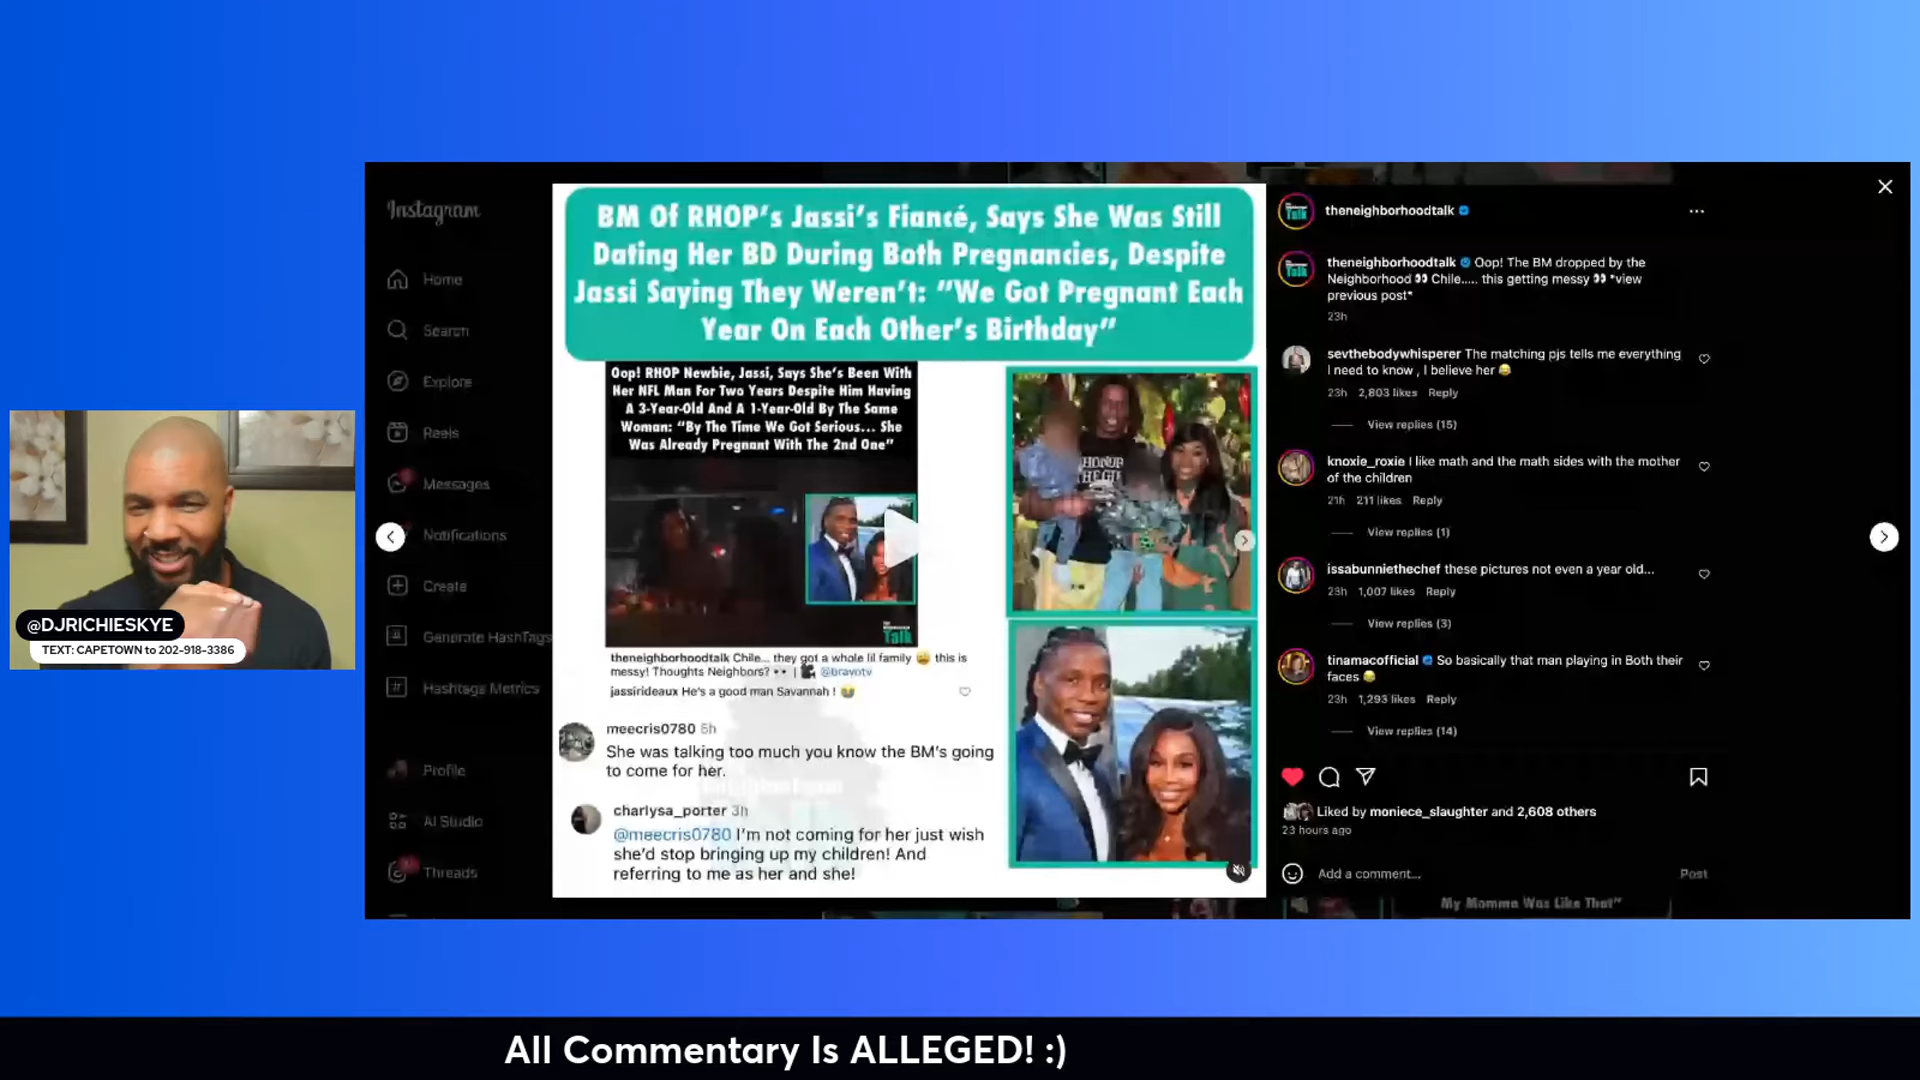 @DJRICHIESKYE
TEXT: CAPETOWN to 202-918-3386
Instagram
Home
Search
Explore
Reels
Messages
Notifications
Create
Generate HashTags
Hashtags Metrics
Profile
AI Studio
Threads
BM Of RHOP's Jassi's Fiancé, Says She Was Still
Dating Her BD During Both Pregnancies, Despite
Jassi Saying They Weren't: "We Got Pregnant Each
Year On Each Other's Birthday"
Oop! RHOP Newbie, Jassi, Says She's Been With
Her NFL Man For Two Years Despite Him Having
A 3-Year-Old And A 1-Year-Old By The Same
Woman: "By The Time We Got Serious... She
Was Already Pregnant With The 2nd One"
Talk
HONOR
THE GI
theneighborhoodtalk Chile... they got a whole lil family 😩 this is
messy! Thoughts Neighbors? 👀 | 🎥 @bravotv
jassirideaux He's a good man Savannah ! 😭
meecris0780 5h
She was talking too much you know the BM's going
to come for her.
charlysa_porter 3h
@meecris0780 I'm not coming for her just wish
she'd stop bringing up my children! And
referring to me as her and she!
Talk
theneighborhoodtalk
Talk
theneighborhoodtalk Oop! The BM dropped by the
Neighborhood 👀 Chile..... this getting messy 👀 *view
previous post*
23h
sevthebodywhisperer The matching pjs tells me everything
I need to know , I believe her 😂
23h 2,803 likes Reply
View replies (15)
knoxie_roxie I like math and the math sides with the mother
of the children
21h 211 likes Reply
View replies (1)
issabunniethechef these pictures not even a year old...
23h 1,007 likes Reply
View replies (3)
tinamacofficial So basically that man playing in Both their
faces 😂
23h 1,293 likes Reply
View replies (14)
Liked by moniece_slaughter and 2,608 others
23 hours ago
Add a comment...
Post
My Momma Was Like That"
All Commentary Is ALLEGED! :)